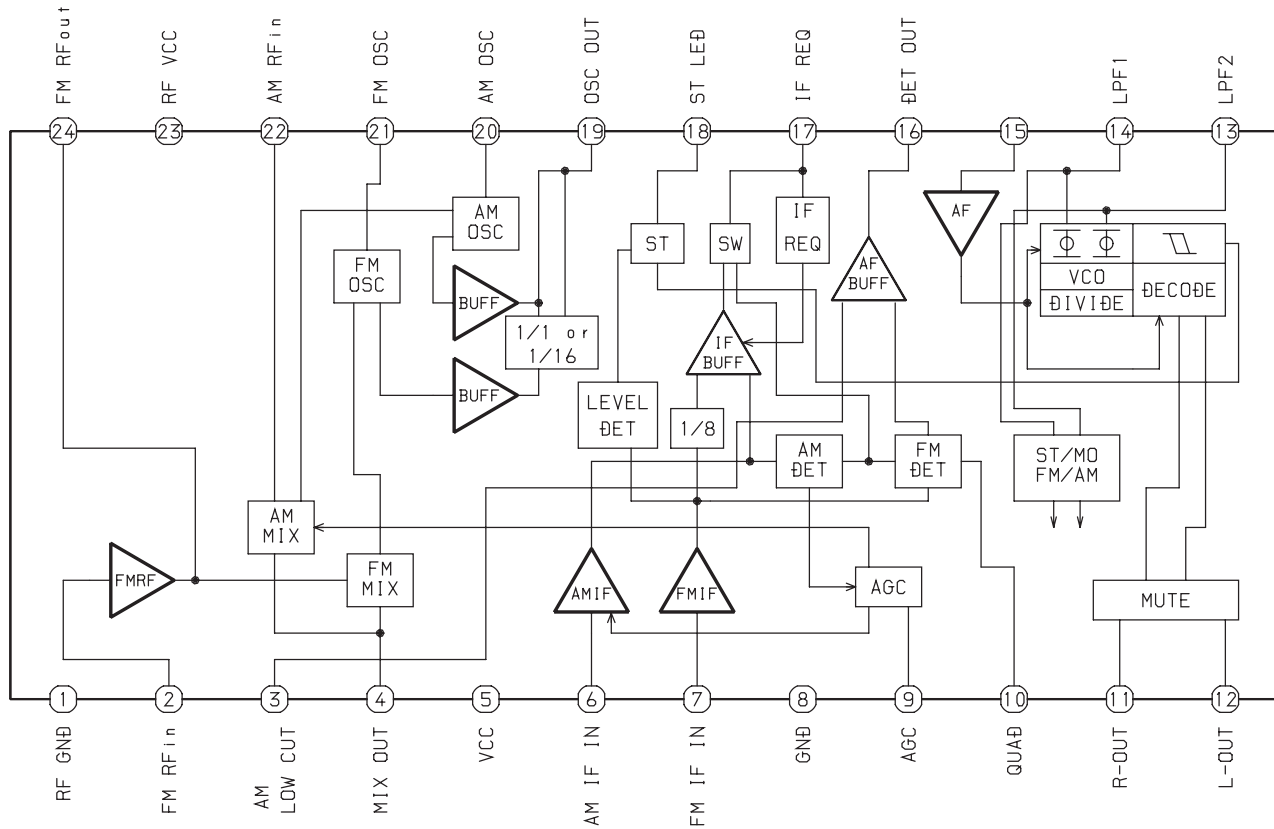 FM RFout
RF VCC
AM RFin
FM OSC
AM OSC
OSC OUT
ST LED
IF REQ
DET OUT
LPF1
LPF2
24
23
22
21
20
19
18
17
16
15
14
13
AM
OSC
FM
OSC
BUFF
BUFF
1/1 or
1/16
ST
SW
IF
REQ
AF
BUFF
AF
VCO
DIVIDE
DECODE
IF
BUFF
LEVEL
DET
1/8
AM
DET
FM
DET
ST/MO
FM/AM
AM
MIX
FM
MIX
FMRF
AMIF
FMIF
AGC
MUTE
1
2
3
4
5
6
7
8
9
10
11
12
RF GND
FM RFin
AM
LOW CUT
MIX OUT
VCC
AM IF IN
FM IF IN
GND
AGC
QUAD
R-OUT
L-OUT